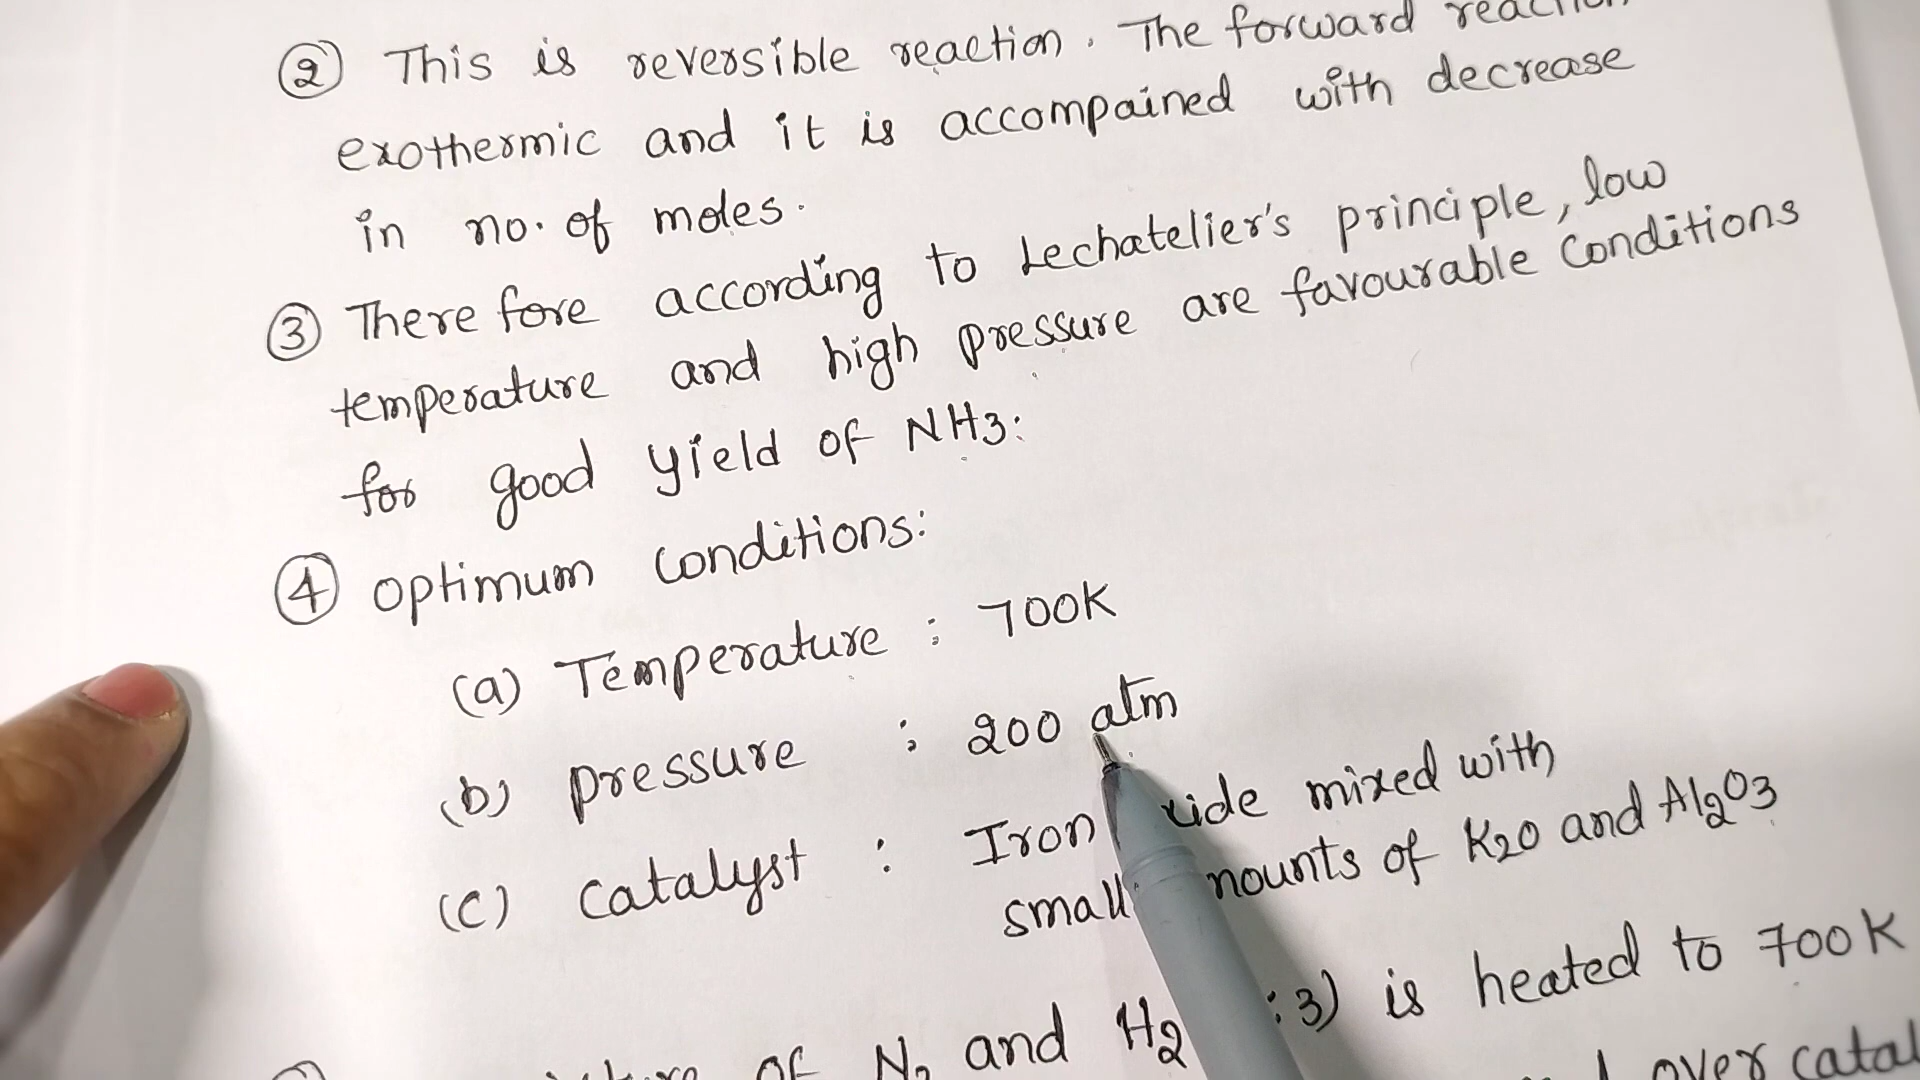 ② This is reversible reaction. The forward reaction
exothermic and it is accompained with decrease
in no. of moles.
③ There fore according to Lechatelier's principle, low
temperature and high pressure are favourable conditions
for good yield of NH3.
④ optimum conditions:
(a) Temperature : 700K
(b) pressure : 200 atm
(c) catalyst : Iron mixed with
small of K2O and Al2O3
of N2 and H2 :3) is heated to 700K
over